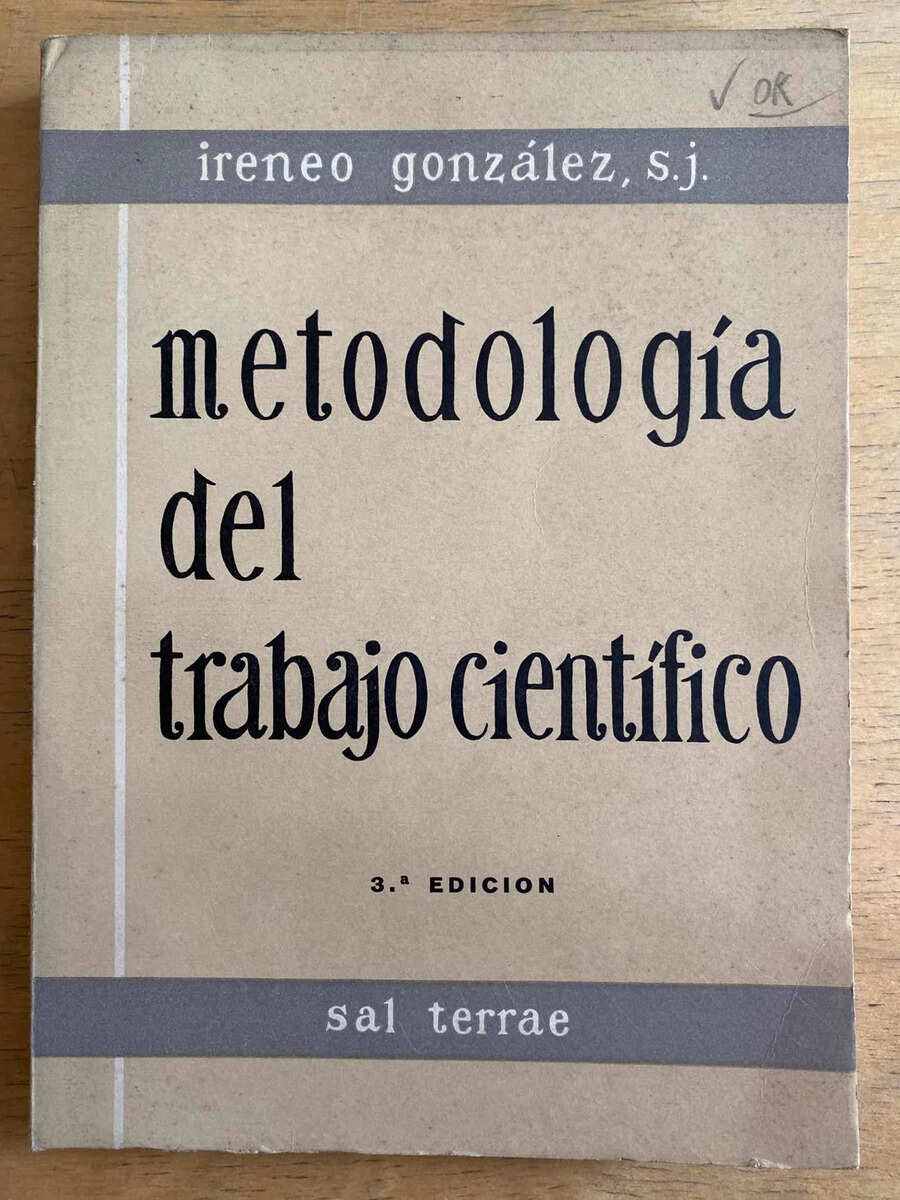 ✓ OK
ireneo gonzález, s.j.
metodología
del
trabajo científico
3.ª EDICION
sal terrae